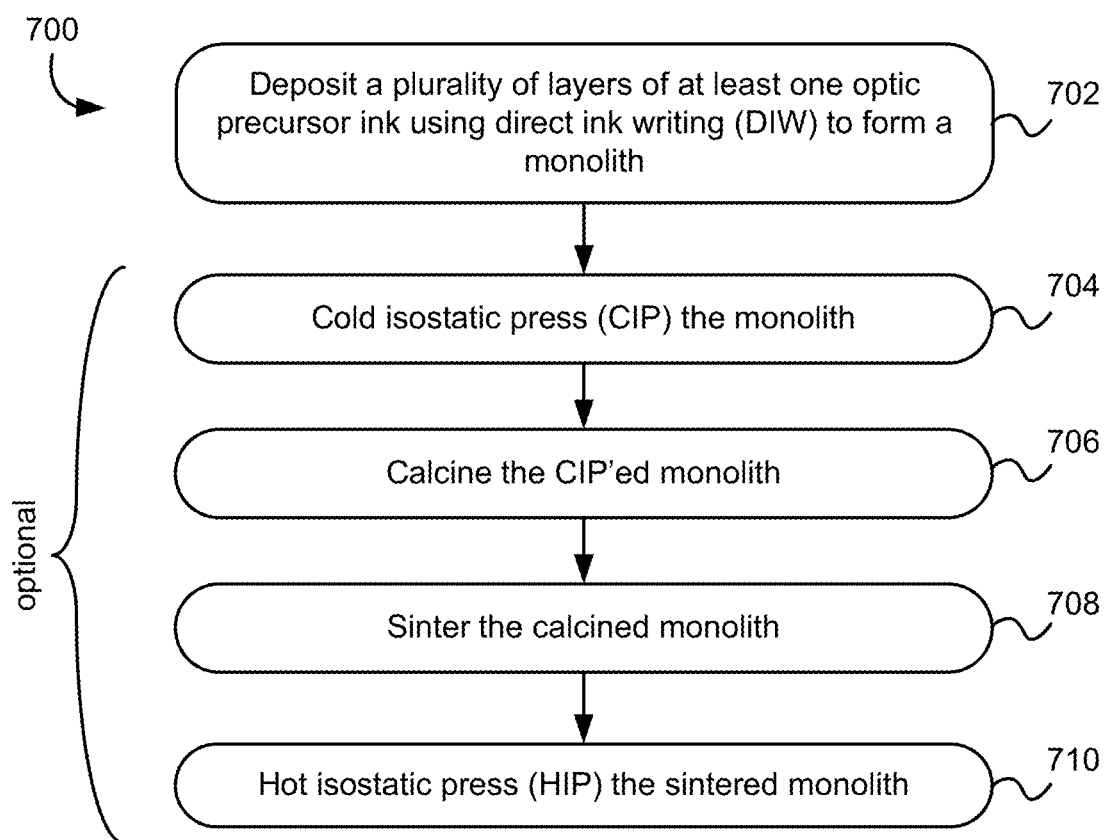 700
Deposit a plurality of layers of at least one optic
precursor ink using direct ink writing (DIW) to form a
monolith
702
Cold isostatic press (CIP) the monolith
704
Calcine the CIP’ed monolith
706
optional
Sinter the calcined monolith
708
Hot isostatic press (HIP) the sintered monolith
710